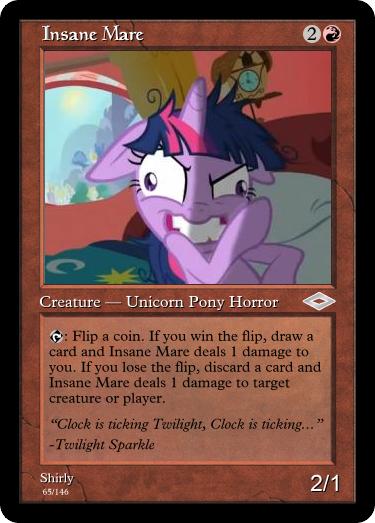 Insane Mare 2
Creature — Unicorn Pony Horror
: Flip a coin. If you win the flip, draw a
card and Insane Mare deals 1 damage to
you. If you lose the flip, discard a card and
Insane Mare deals 1 damage to target
creature or player.
“Clock is ticking Twilight, Clock is ticking...”
-Twilight Sparkle
Shirly
65/146
2/1